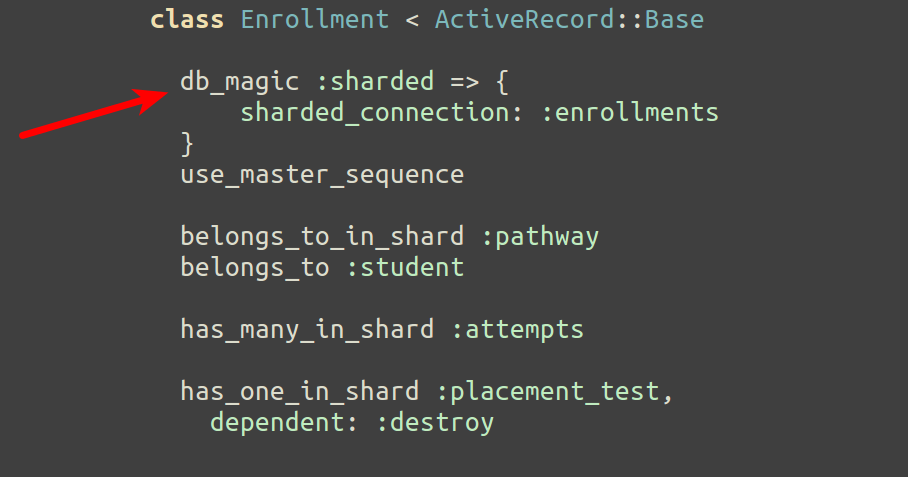 class Enrollment < ActiveRecord::Base
db_magic :sharded => {
sharded_connection: :enrollments
}
use_master_sequence
belongs_to_in_shard :pathway
belongs_to :student
has_many_in_shard :attempts
has_one_in_shard :placement_test,
dependent: :destroy